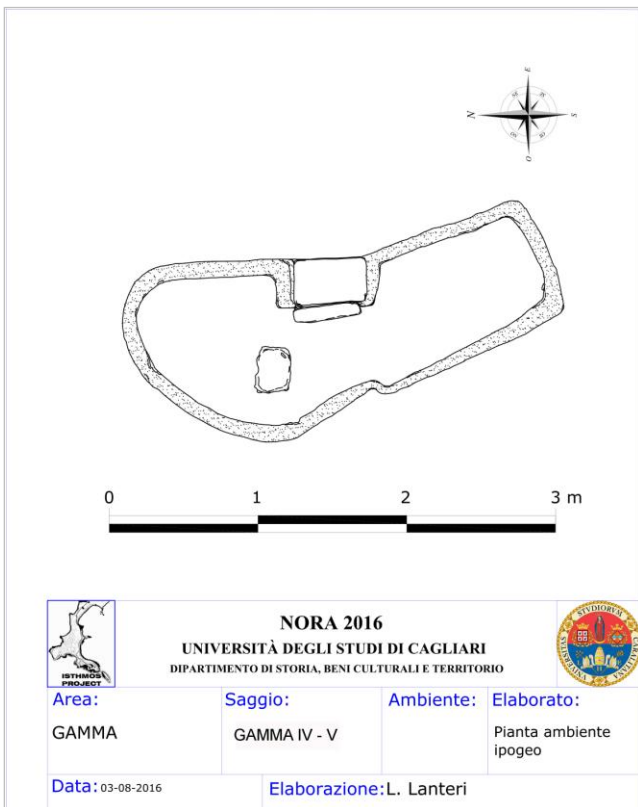 E
N
S
O
0 1 2 3 m
NORA 2016
UNIVERSITÀ DEGLI STUDI DI CAGLIARI
DIPARTIMENTO DI STORIA, BENI CULTURALI E TERRITORIO
ISTHMOS
PROJECT
Area:
GAMMA
Saggio:
GAMMA IV - V
Ambiente:
Elaborato:
Pianta ambiente
ipogeo
Data: 03-08-2016
Elaborazione:L. Lanteri